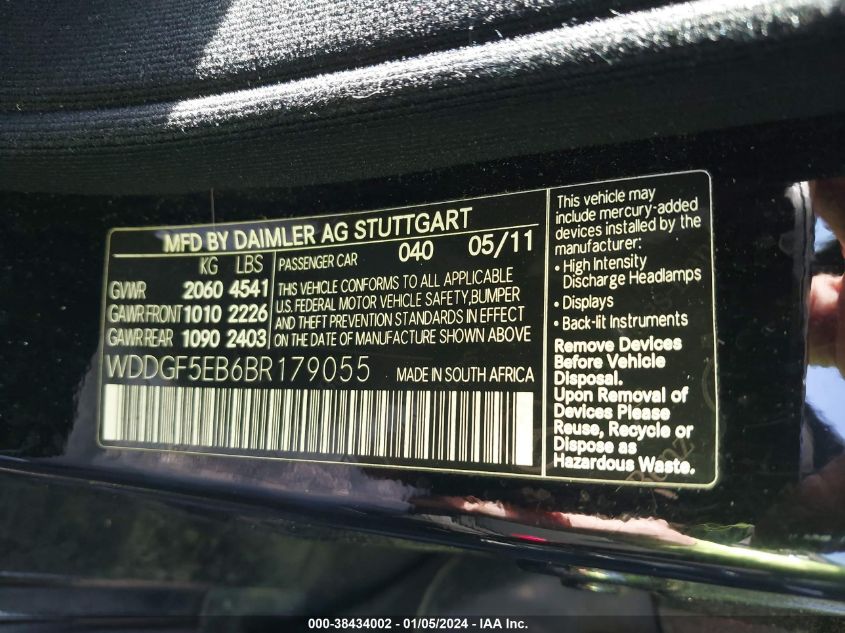 MFD BY DAIMLER AG STUTTGART
KG LBS
GVWR 2060 4541
GAWR FRONT 1010 2226
GAWR REAR 1090 2403
PASSENGER CAR 040 05/11
THIS VEHICLE CONFORMS TO ALL APPLICABLE
U.S. FEDERAL MOTOR VEHICLE SAFETY,BUMPER
AND THEFT PREVENTION STANDARDS IN EFFECT
ON THE DATE OF MANUFACTURE SHOWN ABOVE
WDDGF5EB6BR179055 MADE IN SOUTH AFRICA
This vehicle may
include mercury-added
devices installed by the
manufacturer:
• High Intensity
Discharge Headlamps
• Displays
• Back-lit Instruments
Remove Devices
Before Vehicle
Disposal.
Upon Removal of
Devices Please
Reuse, Recycle or
Dispose as
Hazardous Waste.
000-38434002 - 01/05/2024 - IAA Inc.